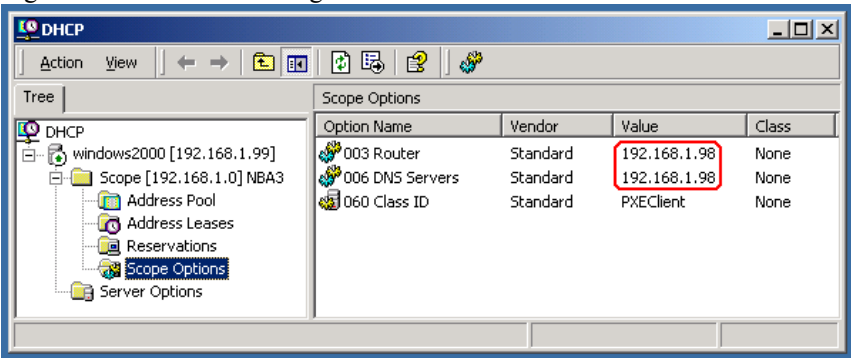 DHCP
Action View
Tree
Scope Options
DHCP
windows2000 [192.168.1.99]
Scope [192.168.1.0] NBA3
Address Pool
Address Leases
Reservations
Scope Options
Server Options
Option Name Vendor Value Class
003 Router Standard 192.168.1.98 None
006 DNS Servers Standard 192.168.1.98 None
060 Class ID Standard PXEClient None